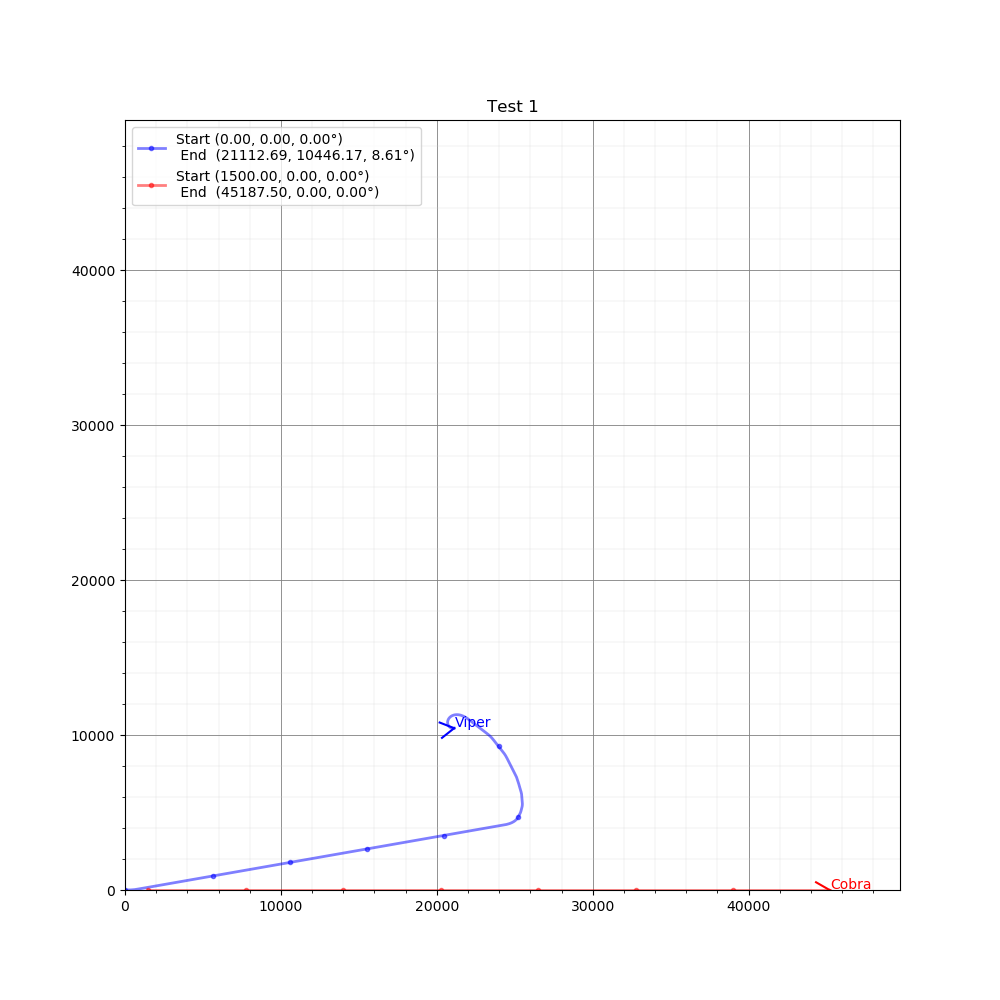 Test 1
Start (0.00, 0.00, 0.00°)
End  (21112.69, 10446.17, 8.61°)
Start (1500.00, 0.00, 0.00°)
End  (45187.50, 0.00, 0.00°)
40000
30000
20000
10000
0
Viper
Cobra
0
10000
20000
30000
40000